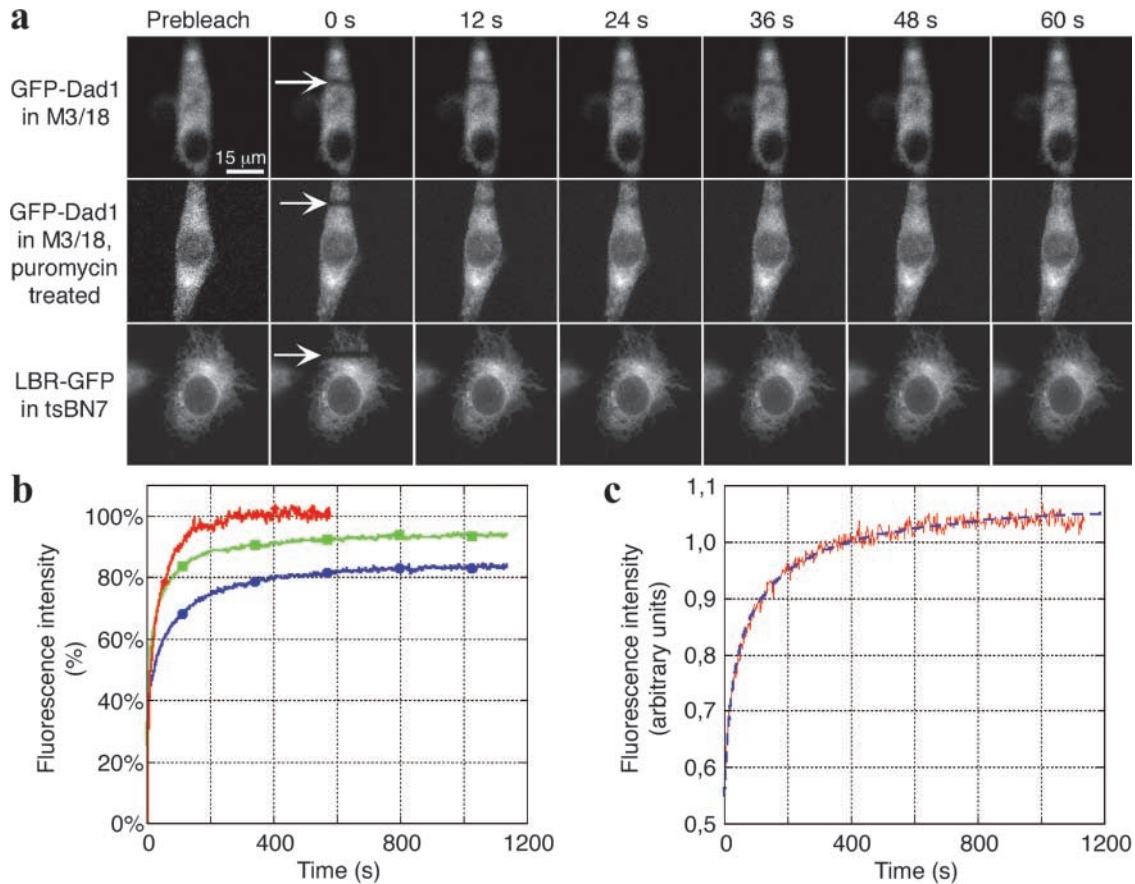 a
Prebleach 0 s 12 s 24 s 36 s 48 s 60 s
GFP-Dad1
in M3/18
15 μm
GFP-Dad1
in M3/18,
puromycin
treated
LBR-GFP
in tsBN7
b
Fluorescence intensity
(%)
100%
80%
60%
40%
20%
0%
0 400 800 1200
Time (s)
c
Fluorescence intensity
(arbitrary units)
1,1
1,0
0,9
0,8
0,7
0,6
0,5
0 400 800 1200
Time (s)